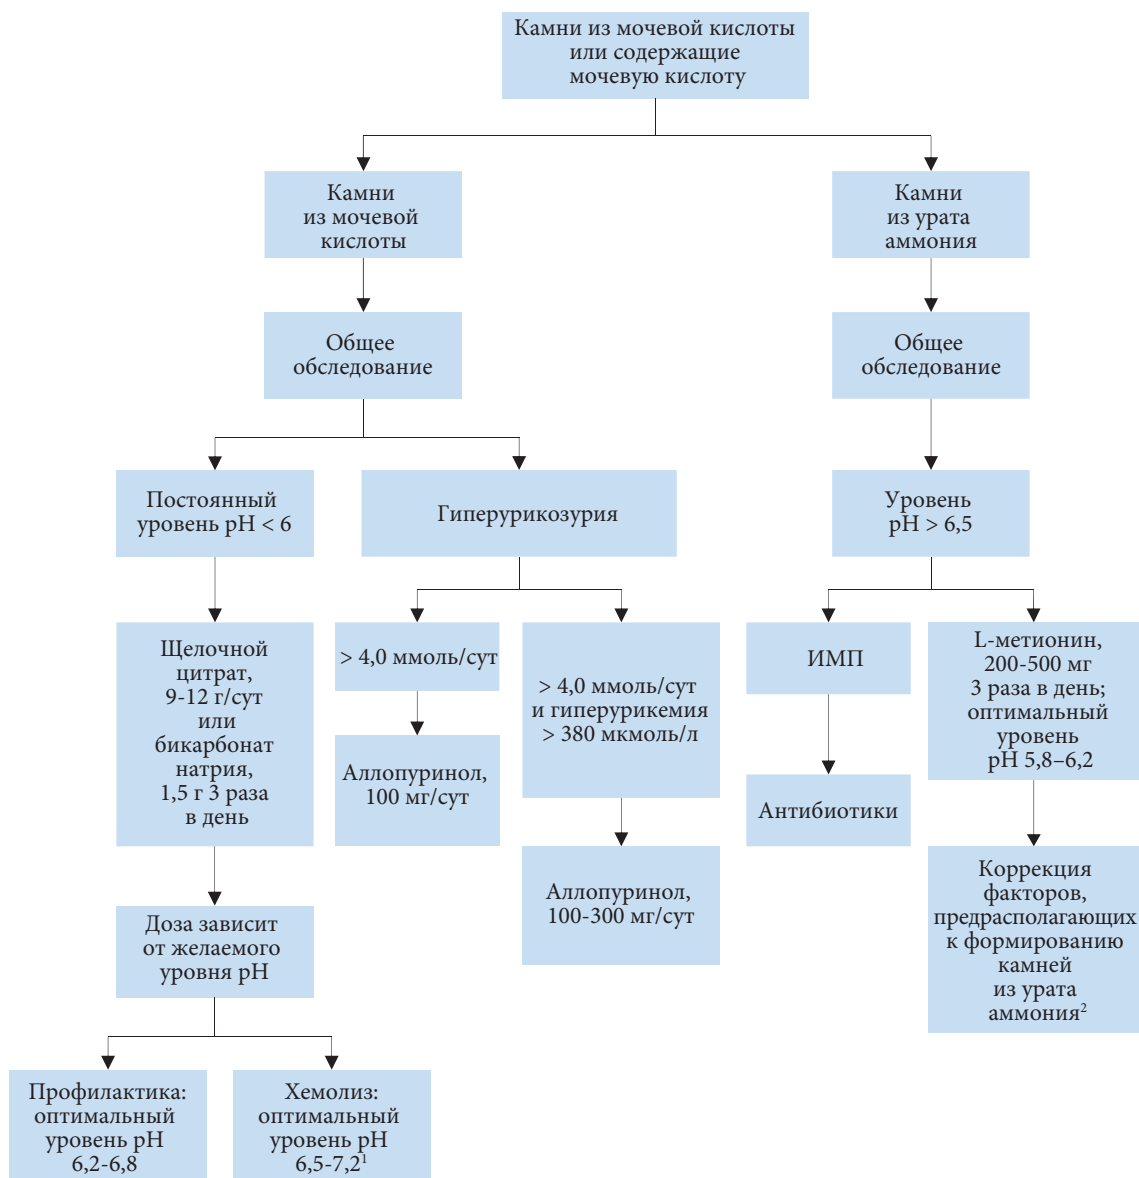 Камни из мочевой кислоты
или содержащие
мочевую кислоту
Камни
из мочевой
кислоты
Камни
из урата
аммония
Общее
обследование
Общее
обследование
Постоянный
уровень pH < 6
Гиперурикозурия
Уровень
pH > 6,5
Щелочной
цитрат,
9-12 г/сут
или
бикарбонат
натрия,
1,5 г 3 раза
в день
> 4,0 ммоль/сут
> 4,0 ммоль/сут
и гиперурикемия
> 380 мкмоль/л
ИМП
L-метионин,
200-500 мг
3 раза в день;
оптимальный
уровень
pH 5,8–6,2
Аллопуринол,
100 мг/сут
Антибиотики
Аллопуринол,
100-300 мг/сут
Коррекция
факторов,
предрасполагающих
к формированию
камней
из урата
аммония²
Доза зависит
от желаемого
уровня pH
Профилактика:
оптимальный
уровень pH
6,2-6,8
Хемолиз:
оптимальный
уровень pH
6,5-7,2¹